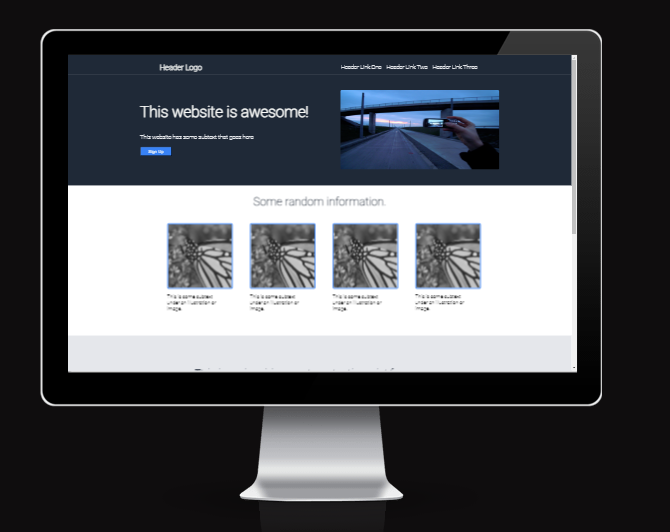 Header Logo
Header Link One Header Link Two Header Link Three
This website is awesome!
This website has some subtext that goes here
Sign Up
Some random information.
This is some subtext This is some subtext This is some subtext This is some subtext
under an illustration or under an illustration or under an illustration or under an illustration or
image. image. image. image.